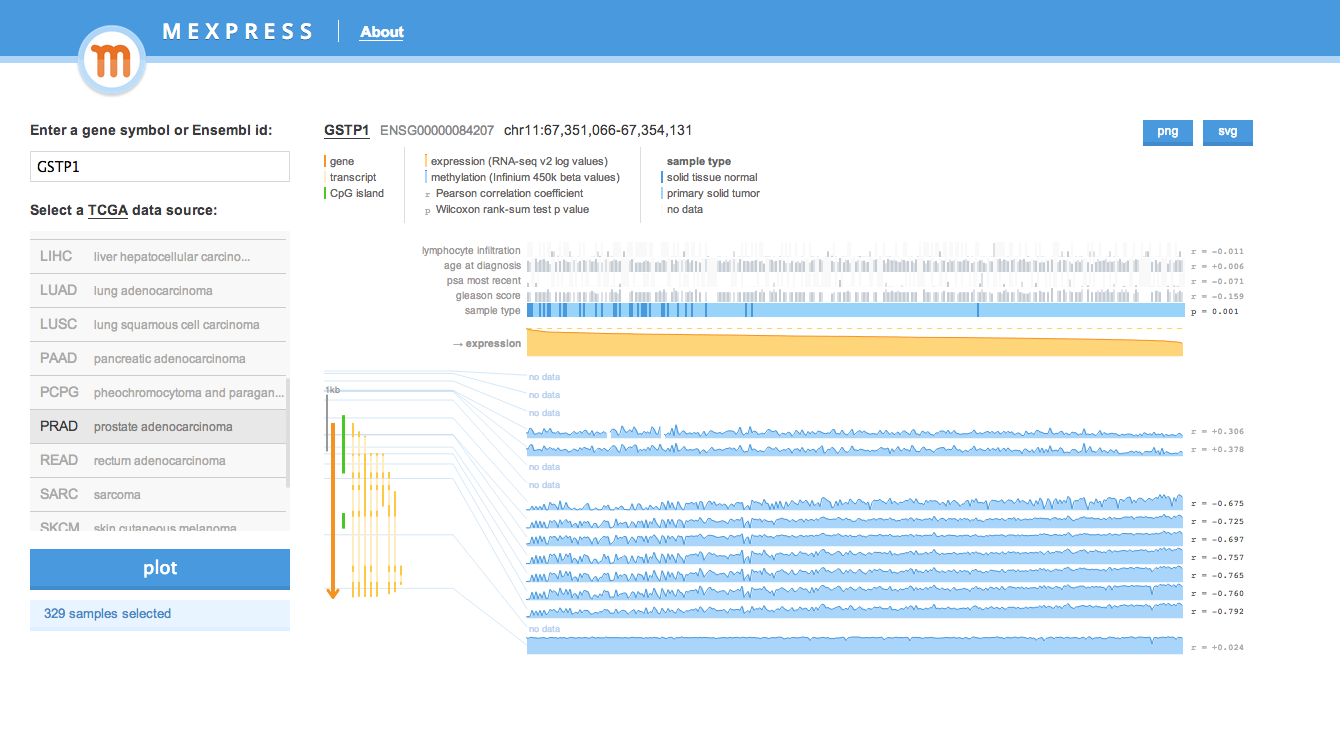 m
MEXPRESS
About
Enter a gene symbol or Ensembl id:
GSTP1
Select a TCGA data source:
LIHC liver hepatocellular carcino...
LUAD lung adenocarcinoma
LUSC lung squamous cell carcinoma
PAAD pancreatic adenocarcinoma
PCPG pheochromocytoma and paragan...
PRAD prostate adenocarcinoma
READ rectum adenocarcinoma
SARC sarcoma
SKCM skin cutaneous melanoma
plot
329 samples selected
GSTP1 ENSG00000084207 chr11:67,351,066-67,354,131
png
svg
gene
transcript
CpG island
expression (RNA-seq v2 log values)
methylation (Infinium 450k beta values)
r Pearson correlation coefficient
p Wilcoxon rank-sum test p value
sample type
solid tissue normal
primary solid tumor
no data
lymphocyte infiltration r = -0.011
age at diagnosis r = +0.006
psa most recent r = -0.071
gleason score r = -0.159
sample type p = 0.001
→ expression
1kb
no data
no data
no data
r = +0.306
r = +0.378
no data
no data
r = -0.675
r = -0.725
r = -0.697
r = -0.757
r = -0.765
r = -0.760
r = -0.792
no data
r = +0.024